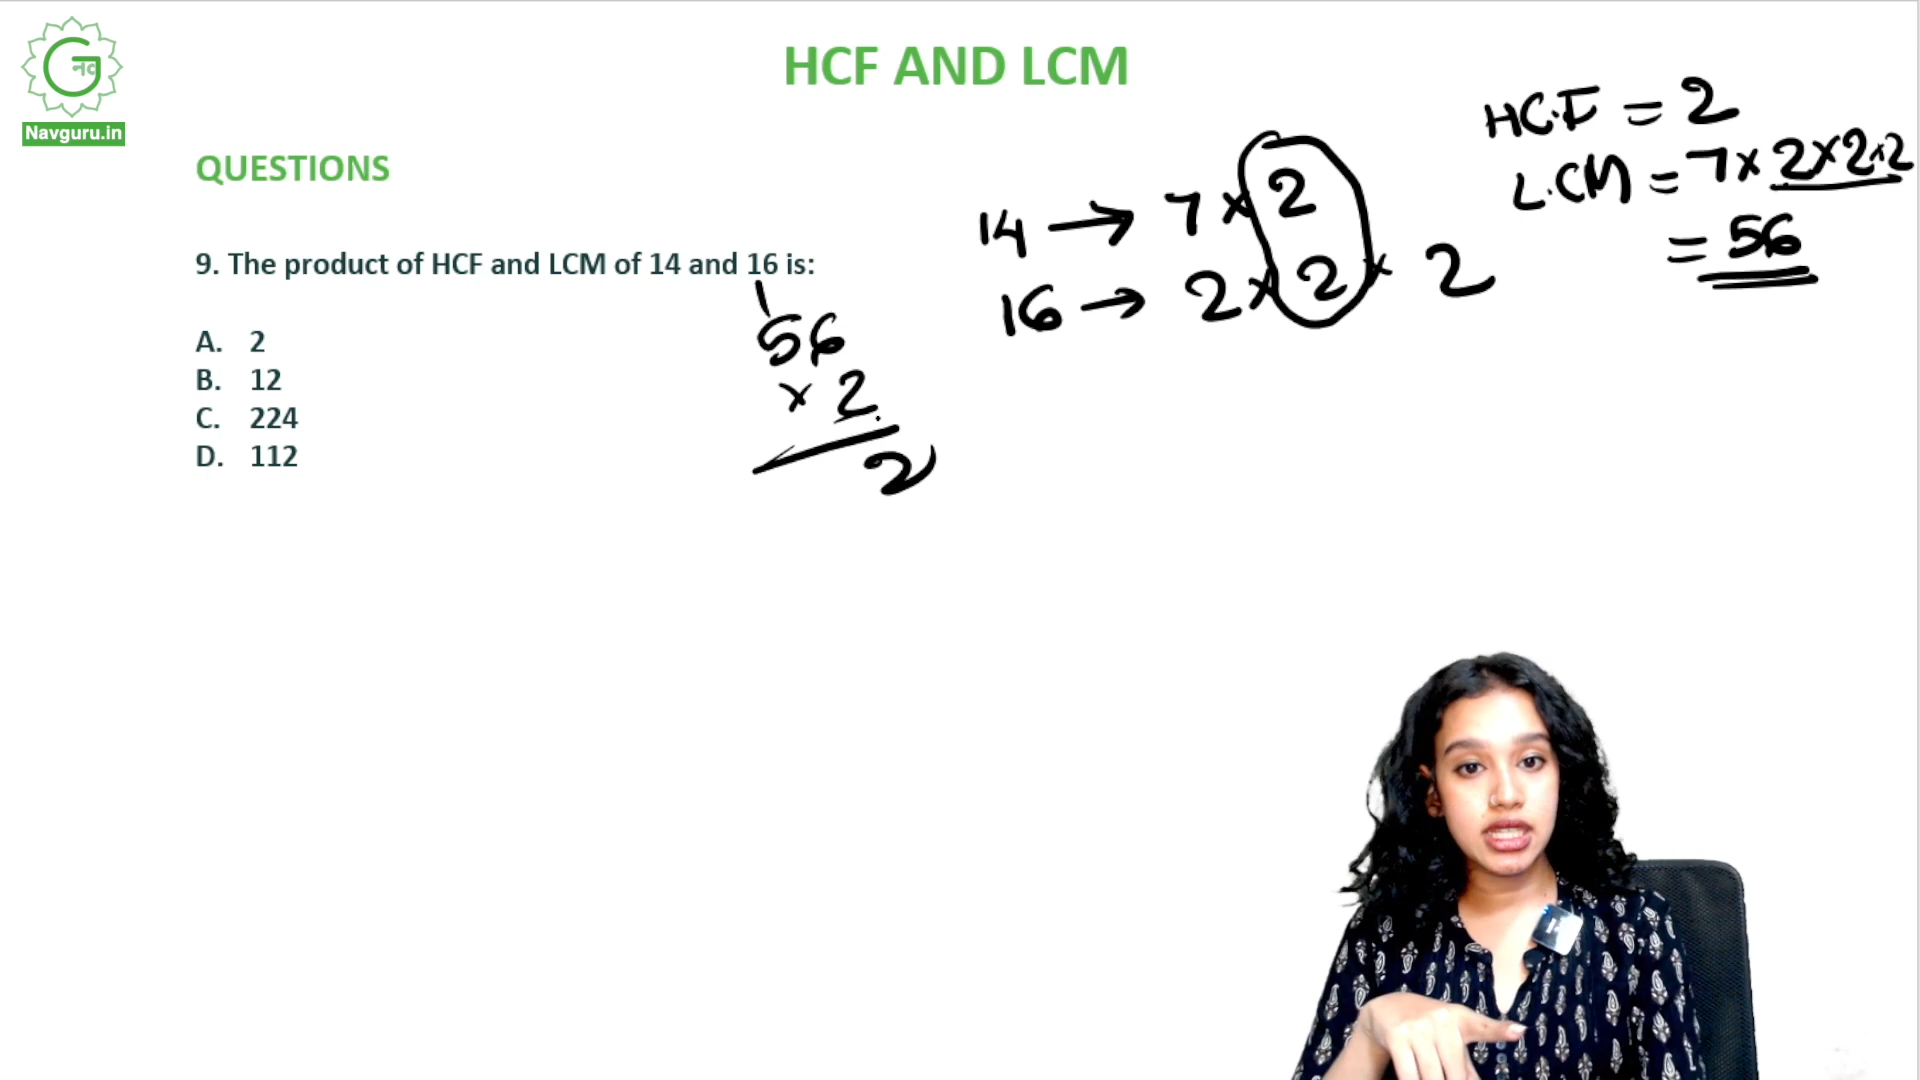 नव
Navguru.in
HCF AND LCM
QUESTIONS
9. The product of HCF and LCM of 14 and 16 is:
A. 2
B. 12
C. 224
D. 112
14 → 7 × 2
16 → 2 × 2 × 2
H.C.F = 2
L.CM = 7 × 2 × 2 × 2
= 56
1
56
× 2
2